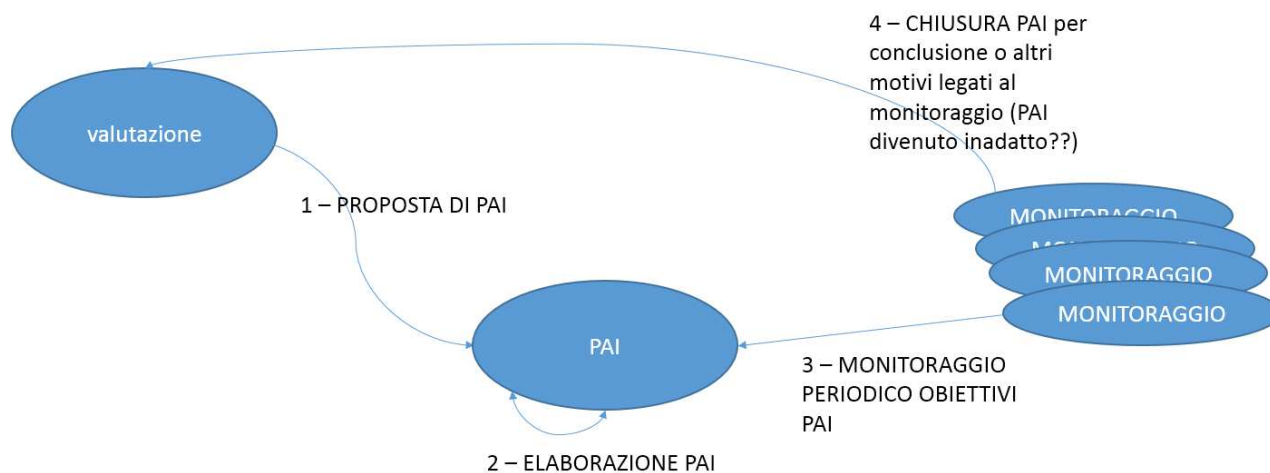 4 – CHIUSURA PAI per
conclusione o altri
motivi legati al
monitoraggio (PAI
divenuto inadatto??)
valutazione
1 – PROPOSTA DI PAI
MONITORAGGIO
MONITORAGGIO
MONITORAGGIO
PAI
3 – MONITORAGGIO
PERIODICO OBIETTIVI
PAI
2 – ELABORAZIONE PAI